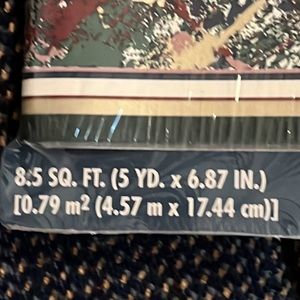 8.5 SQ. FT. (5 YD. x 6.87 IN.)
[0.79 m² (4.57 m x 17.44 cm)]